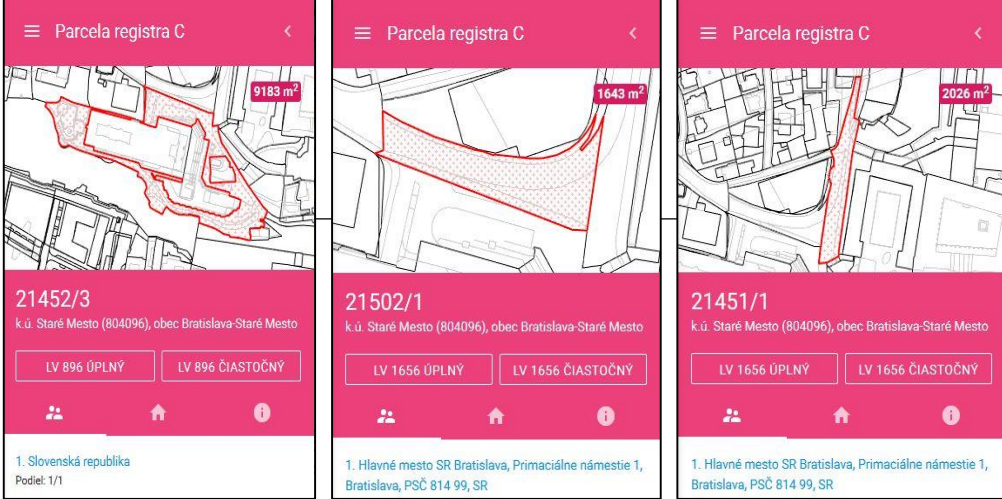 Parcela registra C
9183 m²
21452/3
k.ú. Staré Mesto (804096), obec Bratislava-Staré Mesto
LV 896 ÚPLNÝ
LV 896 ČIASTOČNÝ
1. Slovenská republika
Podiel: 1/1
Parcela registra C
1643 m²
21502/1
k.ú. Staré Mesto (804096), obec Bratislava-Staré Mesto
LV 1656 ÚPLNÝ
LV 1656 ČIASTOČNÝ
1. Hlavné mesto SR Bratislava, Primaciálne námestie 1,
Bratislava, PSČ 814 99, SR
Parcela registra C
2026 m²
21451/1
k.ú. Staré Mesto (804096), obec Bratislava-Staré Mesto
LV 1656 ÚPLNÝ
LV 1656 ČIASTOČNÝ
1. Hlavné mesto SR Bratislava, Primaciálne námestie 1,
Bratislava, PSČ 814 99, SR